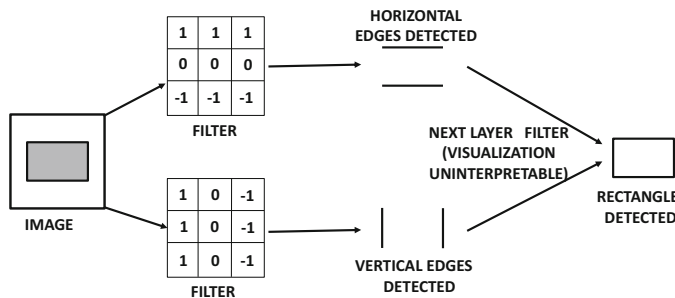 HORIZONTAL
EDGES DETECTED
1 1 1
0 0 0
-1 -1 -1
FILTER
NEXT LAYER FILTER
(VISUALIZATION
UNINTERPRETABLE)
RECTANGLE
DETECTED
IMAGE
1 0 -1
1 0 -1
1 0 -1
FILTER
VERTICAL EDGES
DETECTED